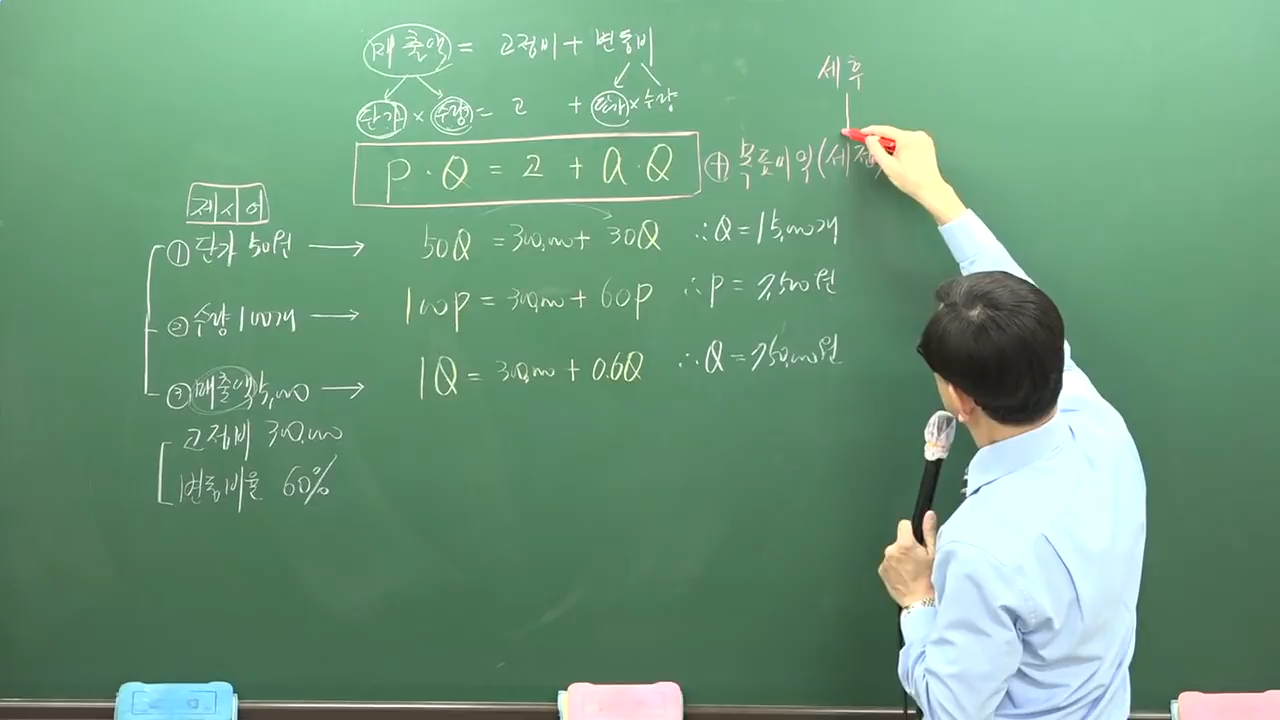 매출액 = 고정비 + 변동비
단가 × 수량 = 고 + 단가 × 수량
세후
P · Q = 고 + a · Q ⊕ 목표이익 (세전)
제시어
① 단가 50원 → 50Q = 300,000 + 30Q ∴ Q = 15,000개
② 수량 100개 → 100P = 300,000 + 60P ∴ P = 7,500원
③ 매출액 75,000 → 1Q = 300,000 + 0.6Q ∴ Q = 750,000원
고정비 300,000
변동비율 60%